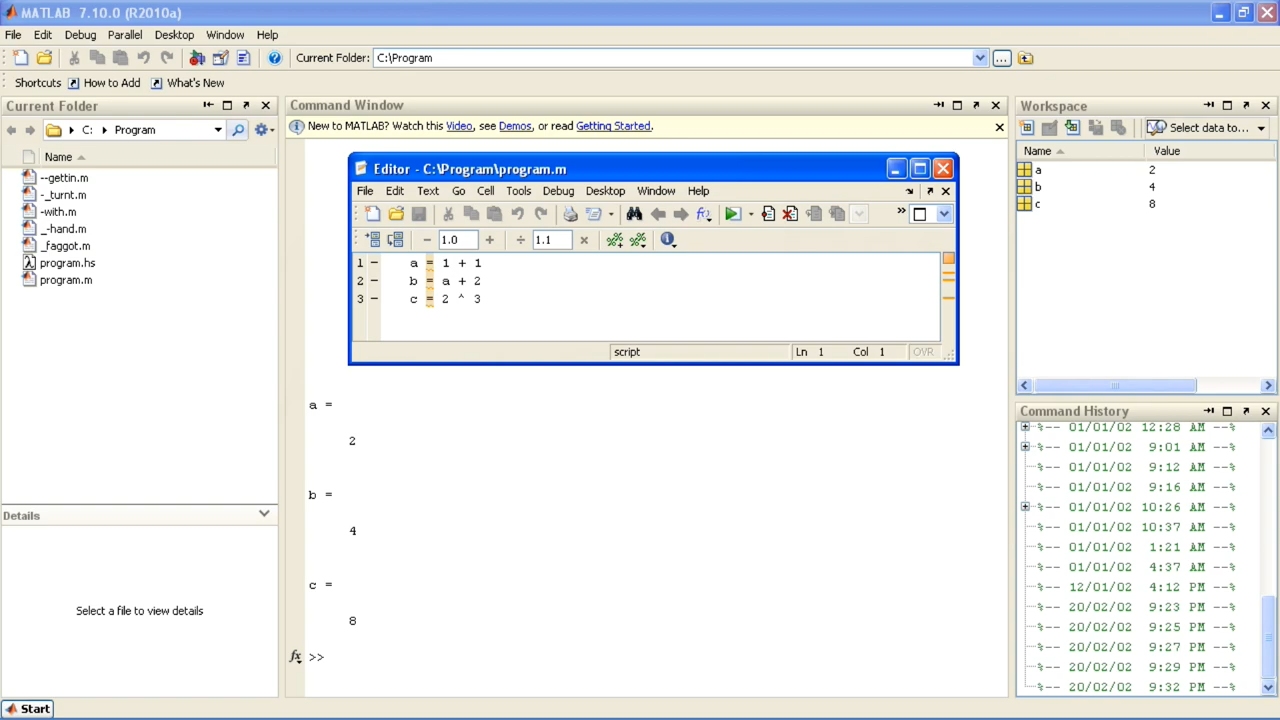 MATLAB 7.10.0 (R2010a)
File Edit Debug Parallel Desktop Window Help
Current Folder: C:\Program ...
Shortcuts How to Add What's New
Current Folder
C: Program
Name
--gettin.m
-_turnt.m
-with.m
_-hand.m
_faggot.m
program.hs
program.m
Details
Select a file to view details
Command Window
New to MATLAB? Watch this Video, see Demos, or read Getting Started.
Editor - C:\Program\program.m
File Edit Text Go Cell Tools Debug Desktop Window Help
fx »
− 1.0 + ÷ 1.1 ×
1 − a = 1 + 1
2 − b = a + 2
3 − c = 2 ^ 3
script Ln 1 Col 1 OVR
a =
2
b =
4
c =
8
fx >>
Workspace
Select data to...
Name Value
a 2
b 4
c 8
Command History
%-- 01/01/02 12:28 AM --%
%-- 01/01/02 9:01 AM --%
%-- 01/01/02 9:12 AM --%
%-- 01/01/02 9:16 AM --%
%-- 01/01/02 10:26 AM --%
%-- 01/01/02 10:37 AM --%
%-- 01/01/02 1:21 AM --%
%-- 01/01/02 4:37 AM --%
%-- 12/01/02 4:12 PM --%
%-- 20/02/02 9:23 PM --%
%-- 20/02/02 9:25 PM --%
%-- 20/02/02 9:27 PM --%
%-- 20/02/02 9:29 PM --%
%-- 20/02/02 9:32 PM --%
Start